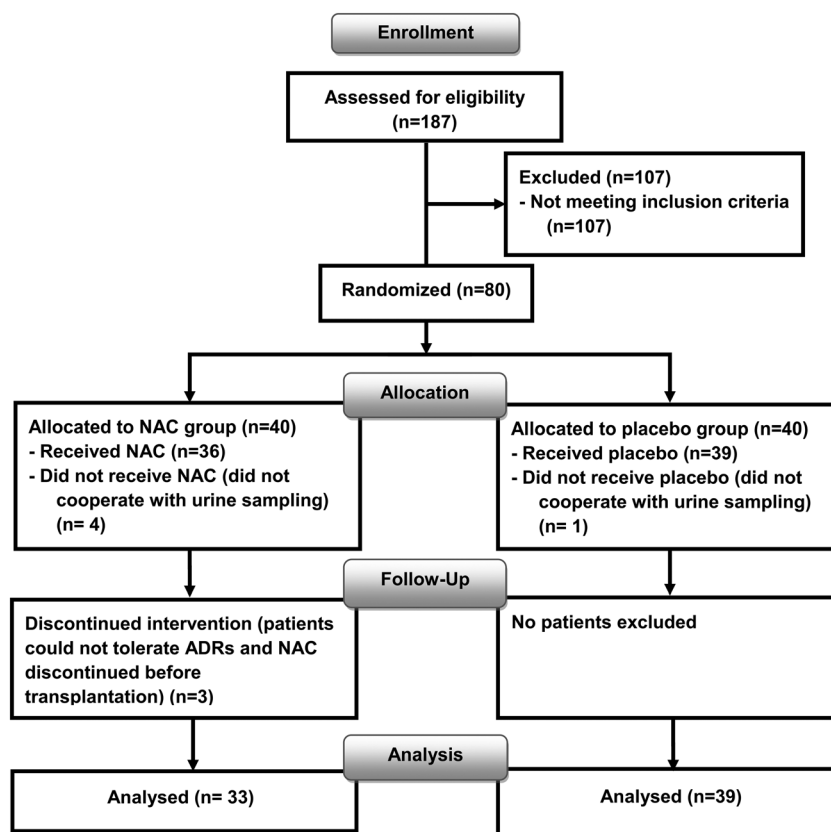 Enrollment
Assessed for eligibility
(n=187)
Excluded (n=107)
- Not meeting inclusion criteria
(107)
Randomized (n=80)
Allocation
Allocated to NAC group (n=40)
- Received NAC (n=36)
- Did not receive NAC (did not
cooperate with urine sampling)
(n= 4)
Allocated to placebo group (n=40)
- Received placebo (n=39)
- Did not receive placebo (did not
cooperate with urine sampling)
(n= 1)
Follow-Up
Discontinued intervention (patients
could not tolerate ADRs and NAC
discontinued before
transplantation) (n=3)
No patients excluded
Analysis
Analysed (n= 33)
Analysed (n=39)